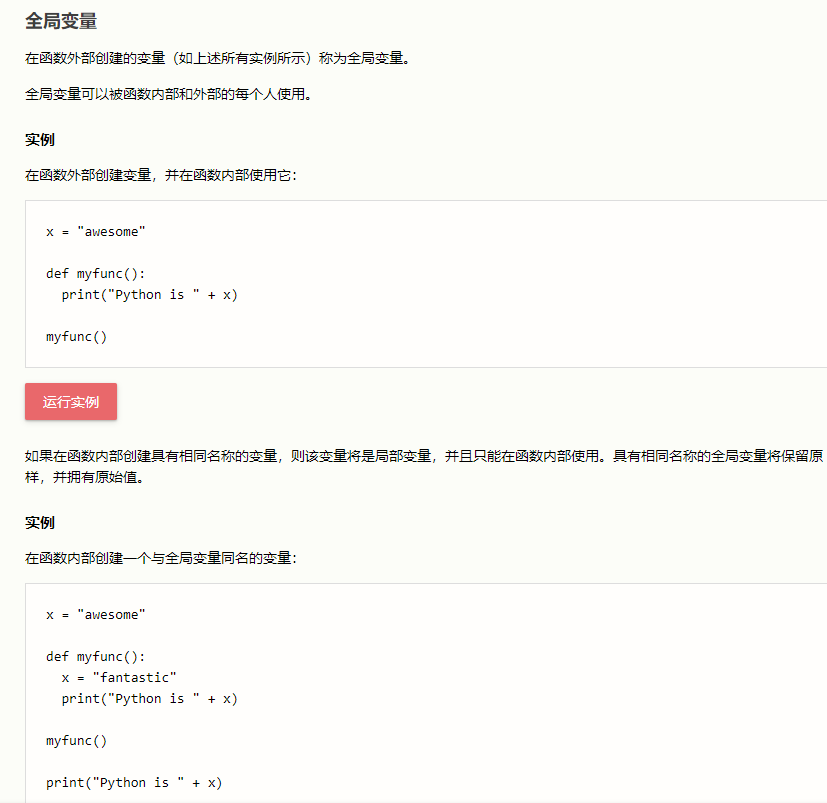 全局变量
在函数外部创建的变量（如上述所有实例所示）称为全局变量。
全局变量可以被函数内部和外部的每个人使用。
实例
在函数外部创建变量，并在函数内部使用它：
x = "awesome"
def myfunc():
  print("Python is " + x)
myfunc()
运行实例
如果在函数内部创建具有相同名称的变量，则该变量将是局部变量，并且只能在函数内部使用。具有相同名称的全局变量将保留原
样，并拥有原始值。
实例
在函数内部创建一个与全局变量同名的变量：
x = "awesome"
def myfunc():
  x = "fantastic"
  print("Python is " + x)
myfunc()
print("Python is " + x)